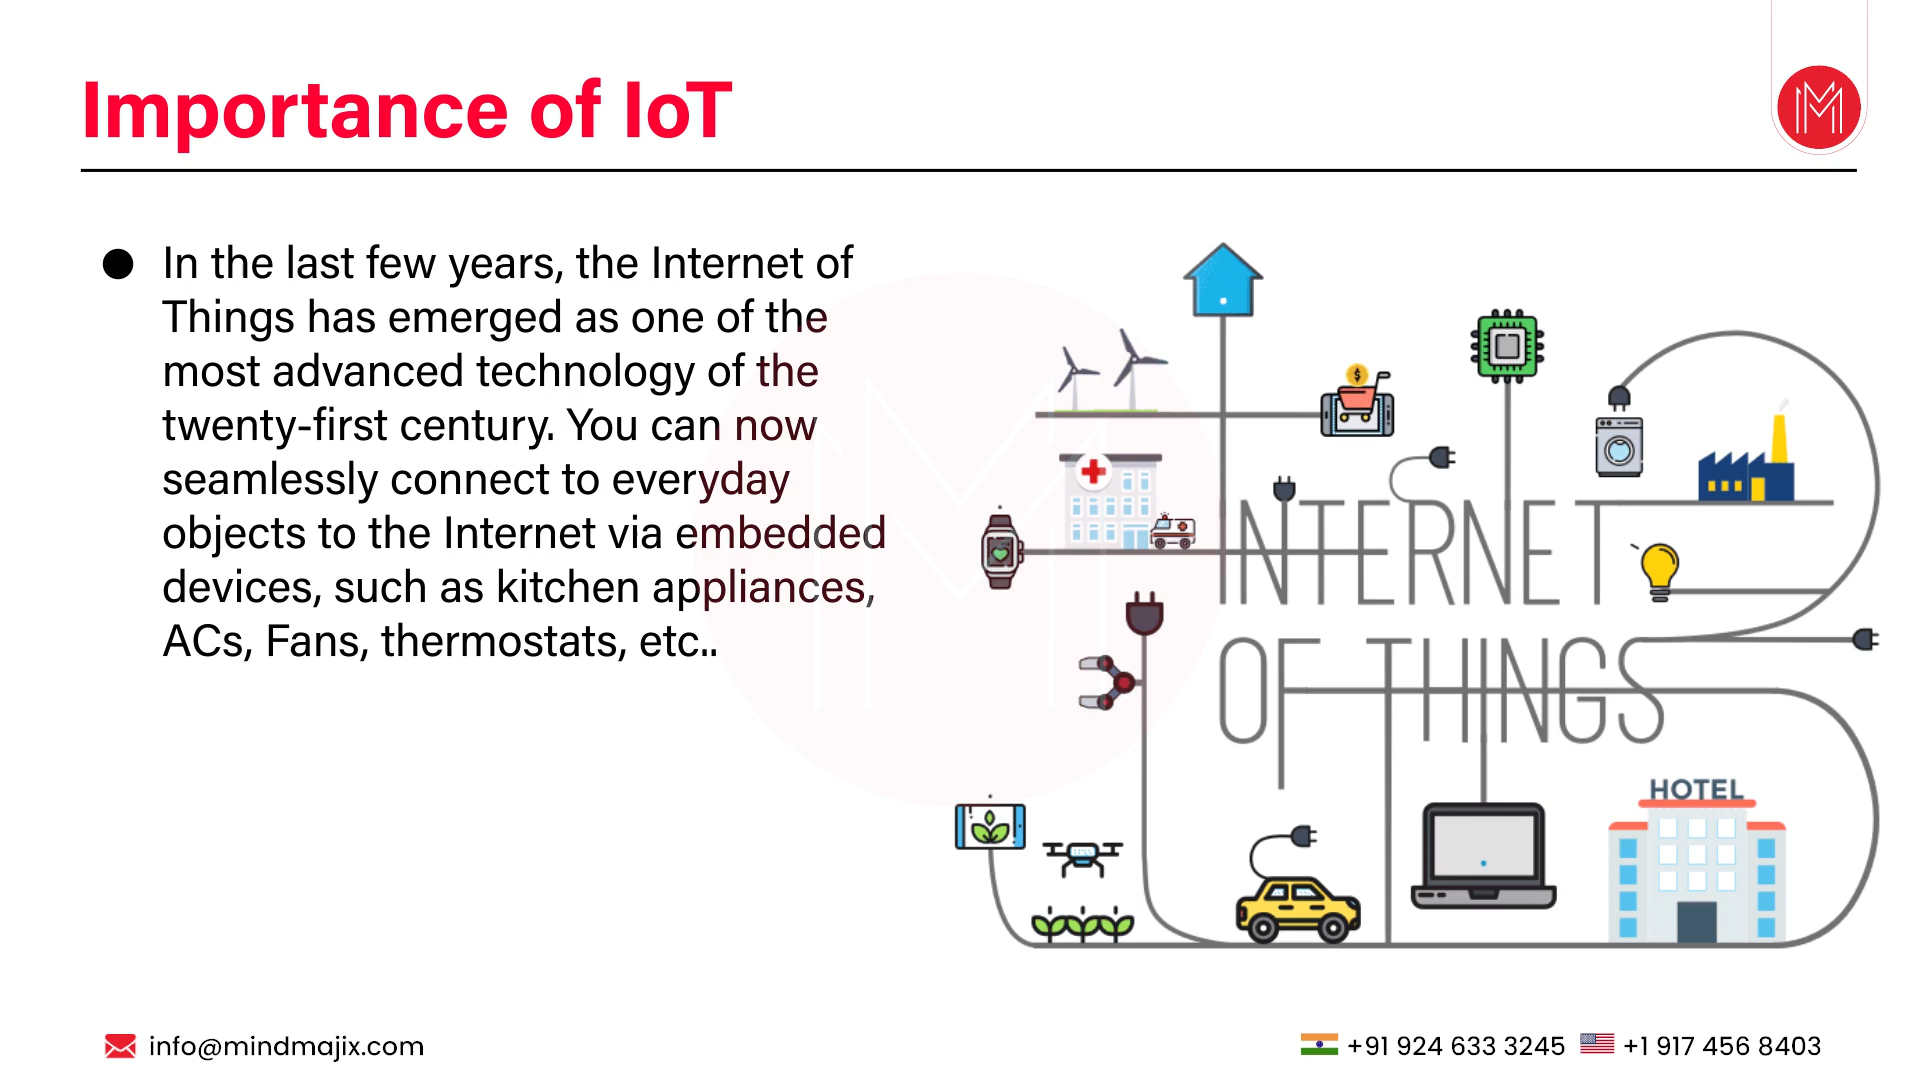 Importance of IoT
● In the last few years, the Internet of
Things has emerged as one of the
most advanced technology of the
twenty-first century. You can now
seamlessly connect to everyday
objects to the Internet via embedded
devices, such as kitchen appliances,
ACs, Fans, thermostats, etc..
$
INTERNET
OF THINGS
HOTEL
info@mindmajix.com
+91 924 633 3245
+1 917 456 8403